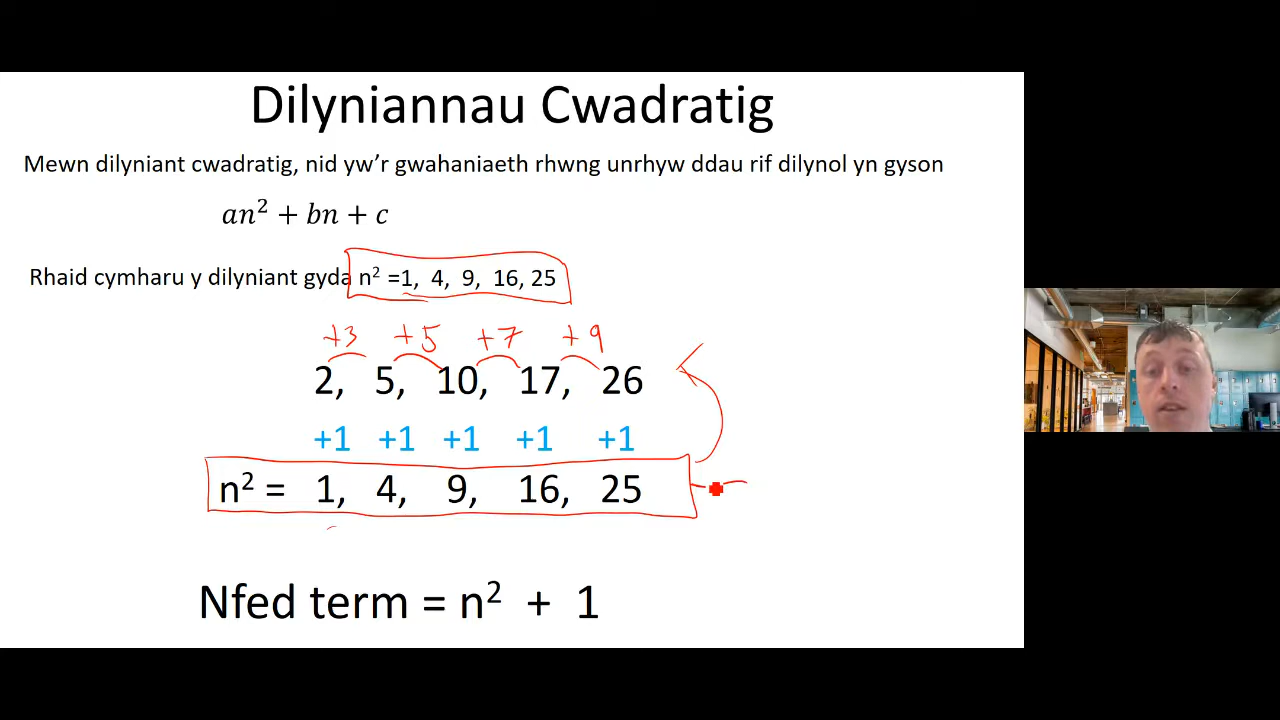 Dilyniannau Cwadratig
Mewn dilyniant cwadratig, nid yw’r gwahaniaeth rhwng unrhyw ddau rif dilynol yn gyson
an² + bn + c
Rhaid cymharu y dilyniant gyda n² =1, 4, 9, 16, 25
+3 +5 +7 +9
2, 5, 10, 17, 26
+1 +1 +1 +1 +1
n² = 1, 4, 9, 16, 25
Nfed term = n² + 1